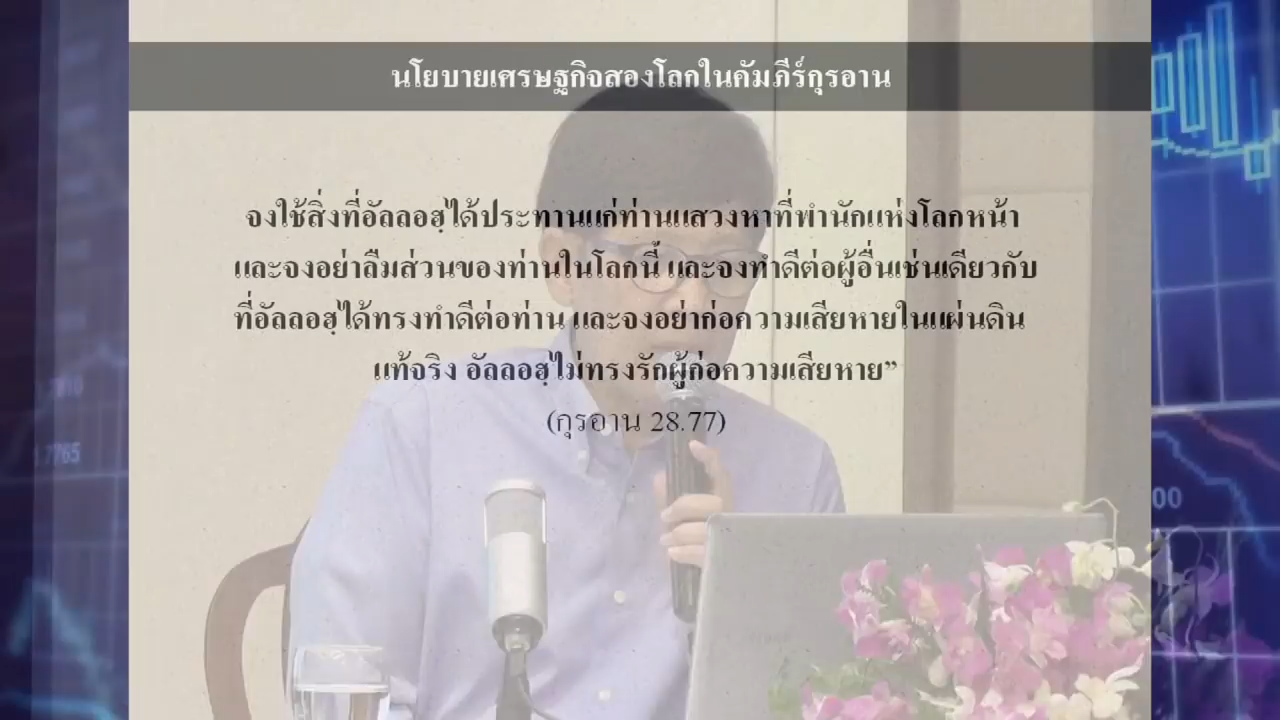 นโยบายเศรษฐกิจสองโลกในคัมภีร์กุรอาน
จงใช้สิ่งที่อัลลอฮฺได้ประทานแก่ท่านแสวงหาที่พำนักแห่งโลกหน้า
และจงอย่าลืมส่วนของท่านในโลกนี้ และจงทำดีต่อผู้อื่นเช่นเดียวกับ
ที่อัลลอฮฺได้ทรงทำดีต่อท่าน และจงอย่าก่อความเสียหายในแผ่นดิน
แท้จริง อัลลอฮฺไม่ทรงรักผู้ก่อความเสียหาย”
(กุรอาน 28.77)
.7765
00